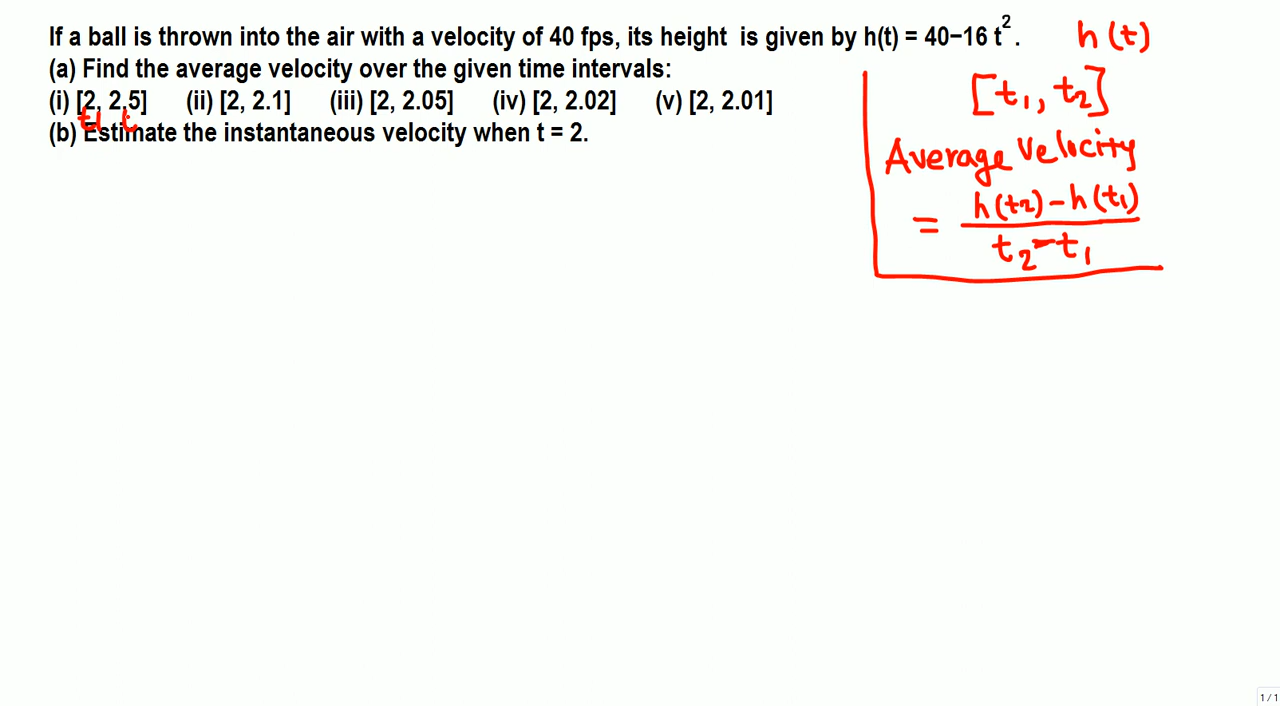 If a ball is thrown into the air with a velocity of 40 fps, its height is given by h(t) = 40−16 t².
h(t)
(a) Find the average velocity over the given time intervals:
(i) [2, 2.5] (ii) [2, 2.1] (iii) [2, 2.05] (iv) [2, 2.02] (v) [2, 2.01]
t1 t
(b) Estimate the instantaneous velocity when t = 2.
[t₁, t₂]
Average Velocity
= h(t₂) − h(t₁)
t₂ − t₁
1 / 1